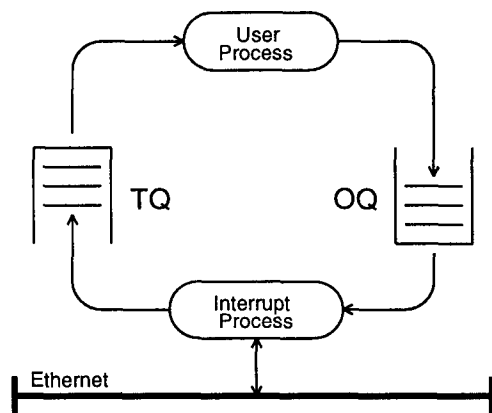 User
Process
TQ
OQ
Interrupt
Process
Ethernet